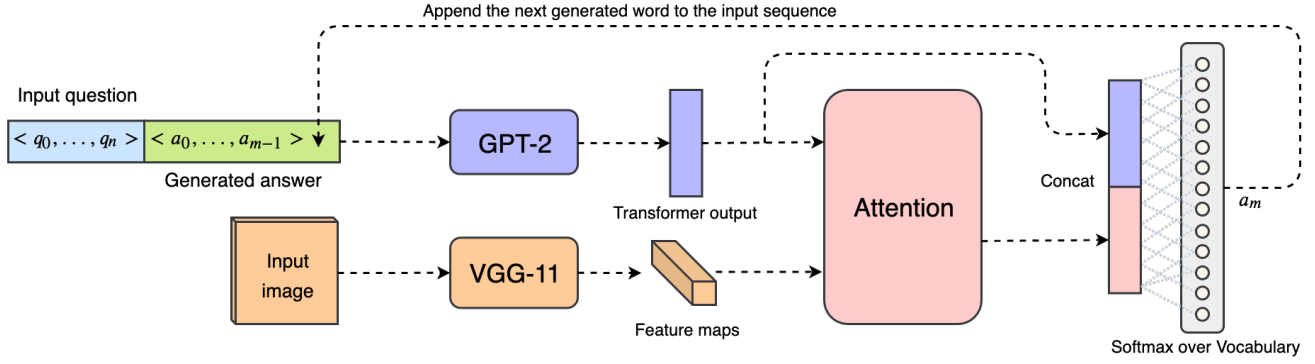 Append the next generated word to the input sequence
Input question
< q₀, . . . , qₙ > < a₀, . . . , aₘ₋₁ >
Generated answer
GPT-2
Transformer output
Attention
Concat
aₘ
Input
image
VGG-11
Feature maps
Softmax over Vocabulary